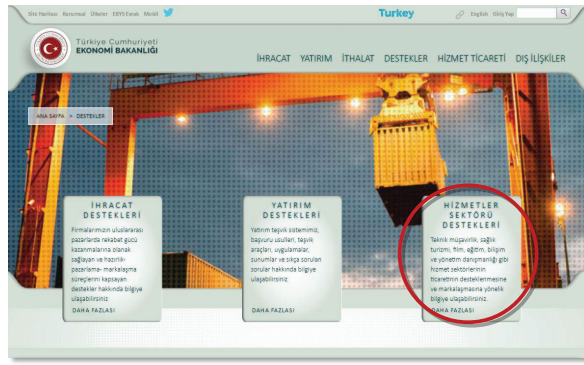 Site Haritası Kurumsal Ülkeler EBYS Evrak Mobil
Turkey
English Giriş Yap
Türkiye Cumhuriyeti
EKONOMİ BAKANLIĞI
İHRACAT YATIRIM İTHALAT DESTEKLER HİZMET TİCARETİ DIŞ İLİŞKİLER
ANA SAYFA > DESTEKLER
İHRACAT
DESTEKLERİ
Firmalarımızın uluslararası
pazarlarda rekabet gücü
kazanmalarına olanak
sağlayan ve hazırlık-
pazarlama- markalaşma
süreçlerini kapsayan
destekler hakkında bilgiye
ulaşabilirsiniz
DAHA FAZLASI
YATIRIM
DESTEKLERİ
Yatırım teşvik sistemimiz,
başvuru usulleri, teşvik
araçları, uygulamalar,
sunumlar ve sıkça sorulan
sorular hakkında bilgiye
ulaşabilirsiniz.
DAHA FAZLASI
HİZMETLER
SEKTÖRÜ
DESTEKLERİ
Teknik müşavirlik, sağlık
turizmi, film, eğitim, bilişim
ve yönetim danışmanlığı gibi
hizmet sektörlerinin
ticaretinin desteklenmesine
ve markalaşmasına yönelik
bilgiye ulaşabilirsiniz.
DAHA FAZLASI